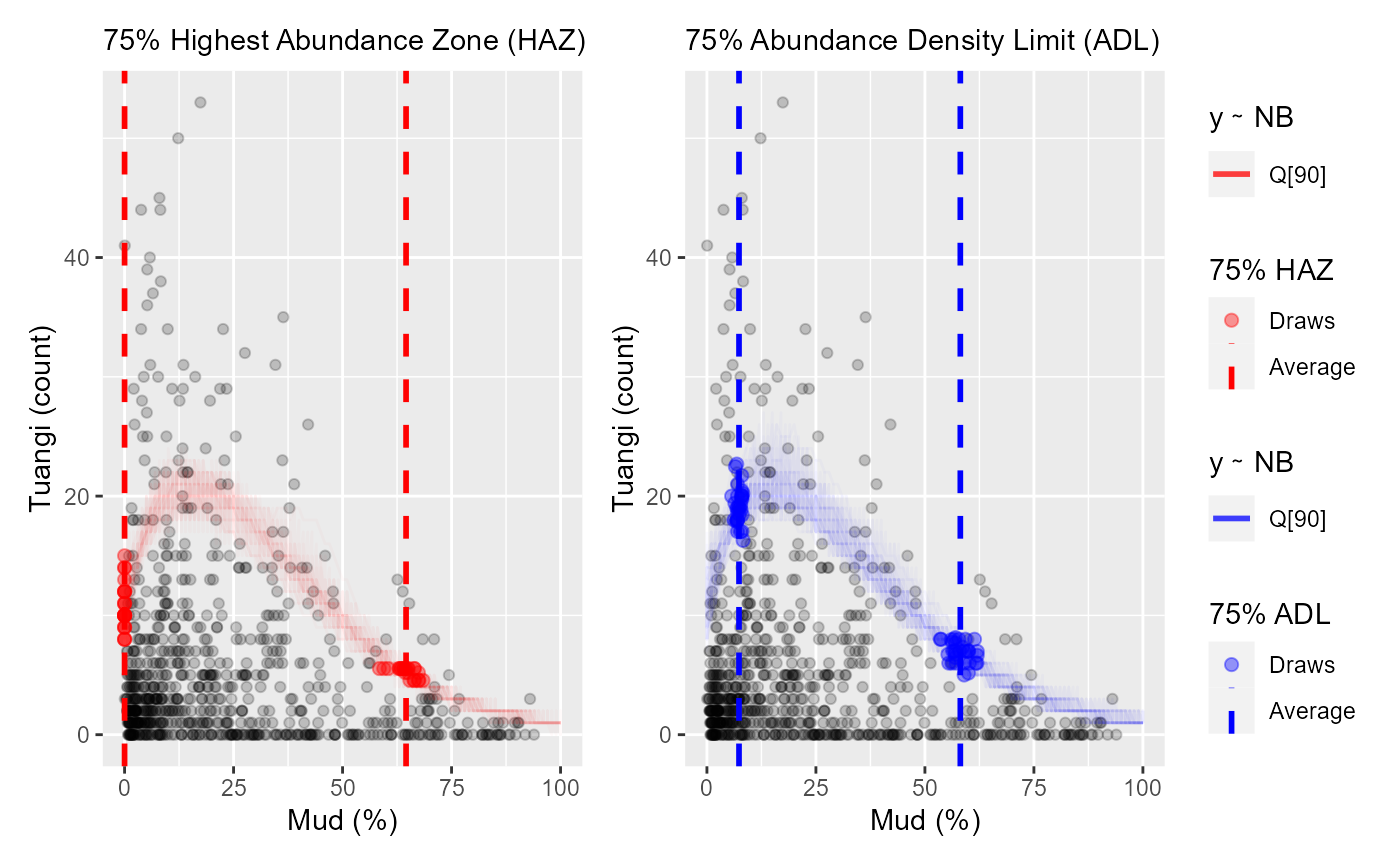 75% Highest Abundance Zone (HAZ)
75% Abundance Density Limit (ADL)
Tuangi (count)
40
20
0
0
25
50
75
100
Mud (%)
Tuangi (count)
40
20
0
0
25
50
75
100
Mud (%)
y ~ NB
Q[90]
75% HAZ
Draws
Average
y ~ NB
Q[90]
75% ADL
Draws
Average